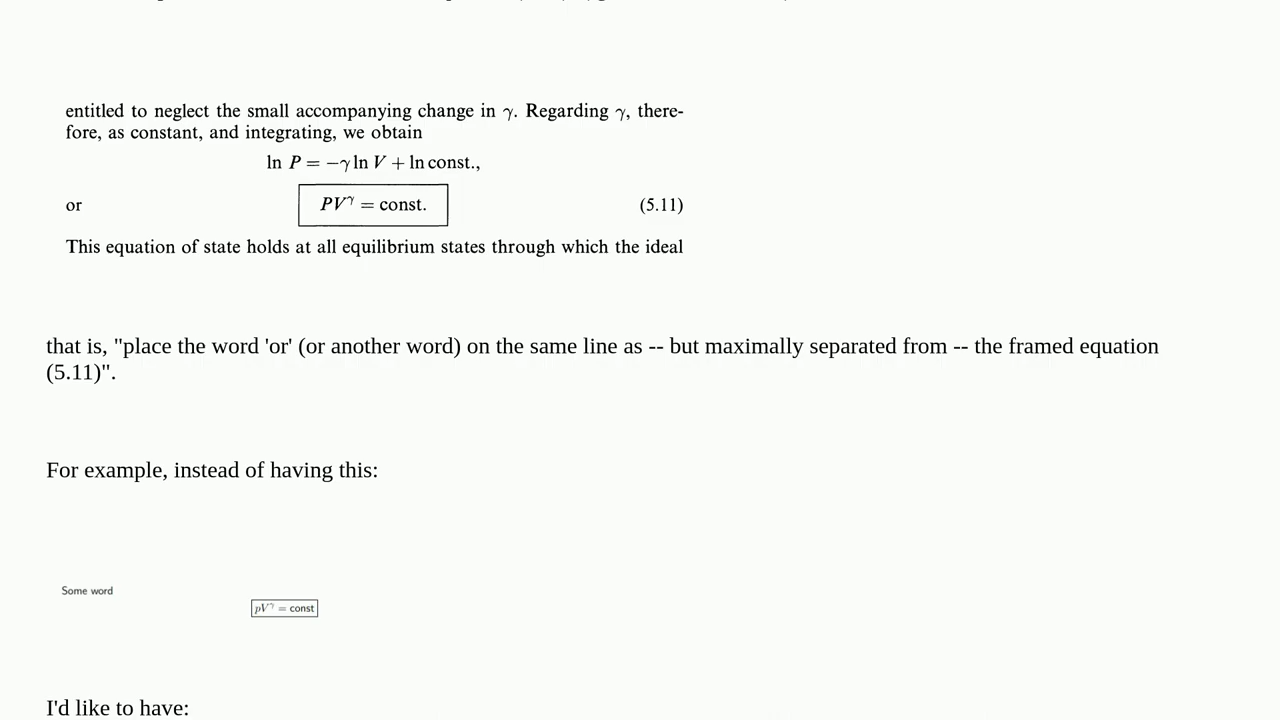 entitled to neglect the small accompanying change in γ. Regarding γ, there-
fore, as constant, and integrating, we obtain
ln P = −γ ln V + ln const.,
or PV^γ = const. (5.11)
This equation of state holds at all equilibrium states through which the ideal
that is, "place the word 'or' (or another word) on the same line as -- but maximally separated from -- the framed equation
(5.11)".
For example, instead of having this:
Some word
pV^γ = const
I'd like to have: